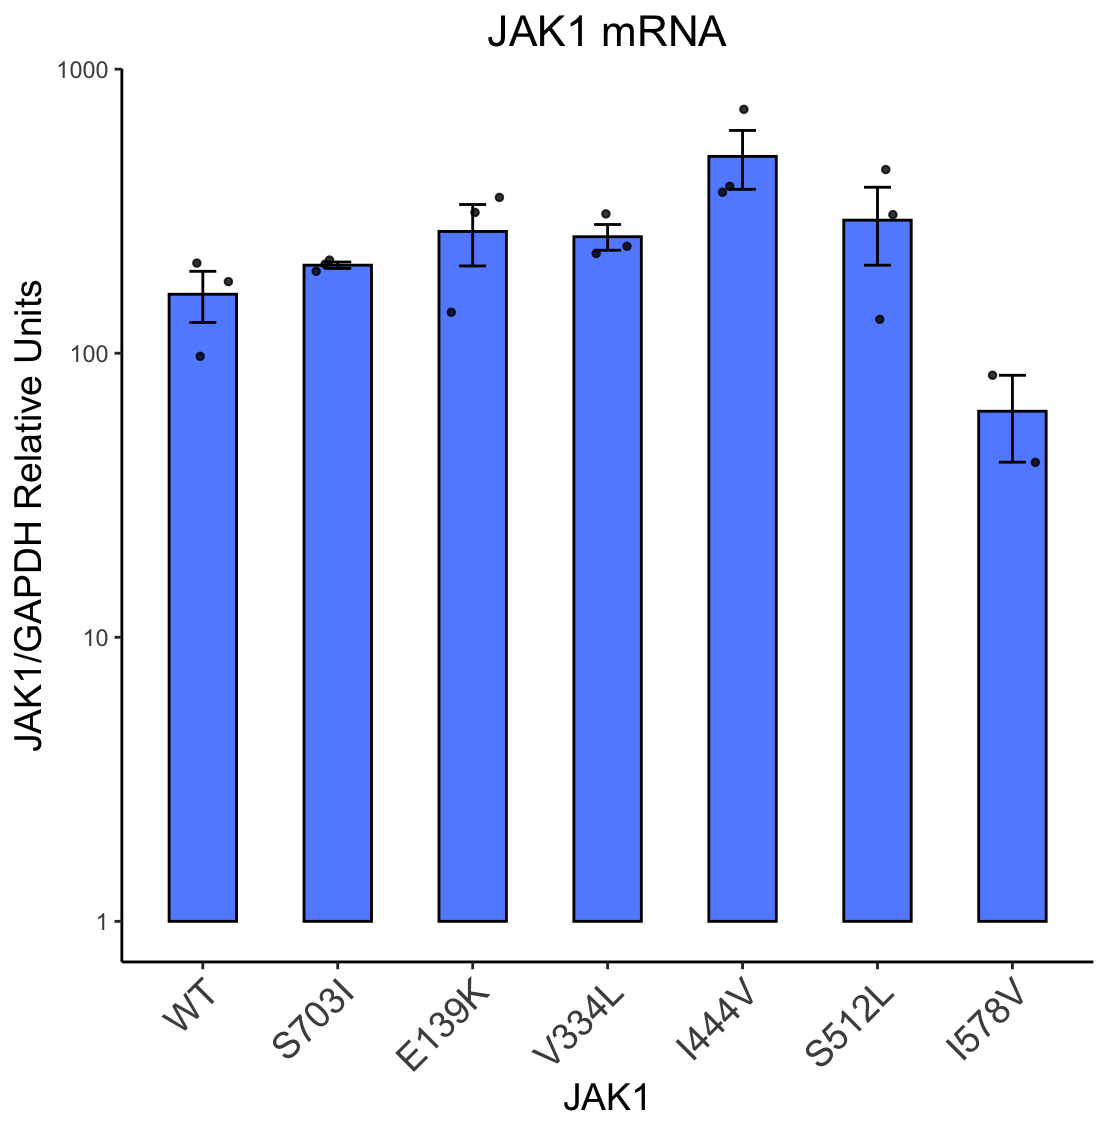 JAK1 mRNA
1000
100
10
1
JAK1/GAPDH Relative Units
WT
S703I
E139K
V334L
I444V
S512L
I578V
JAK1